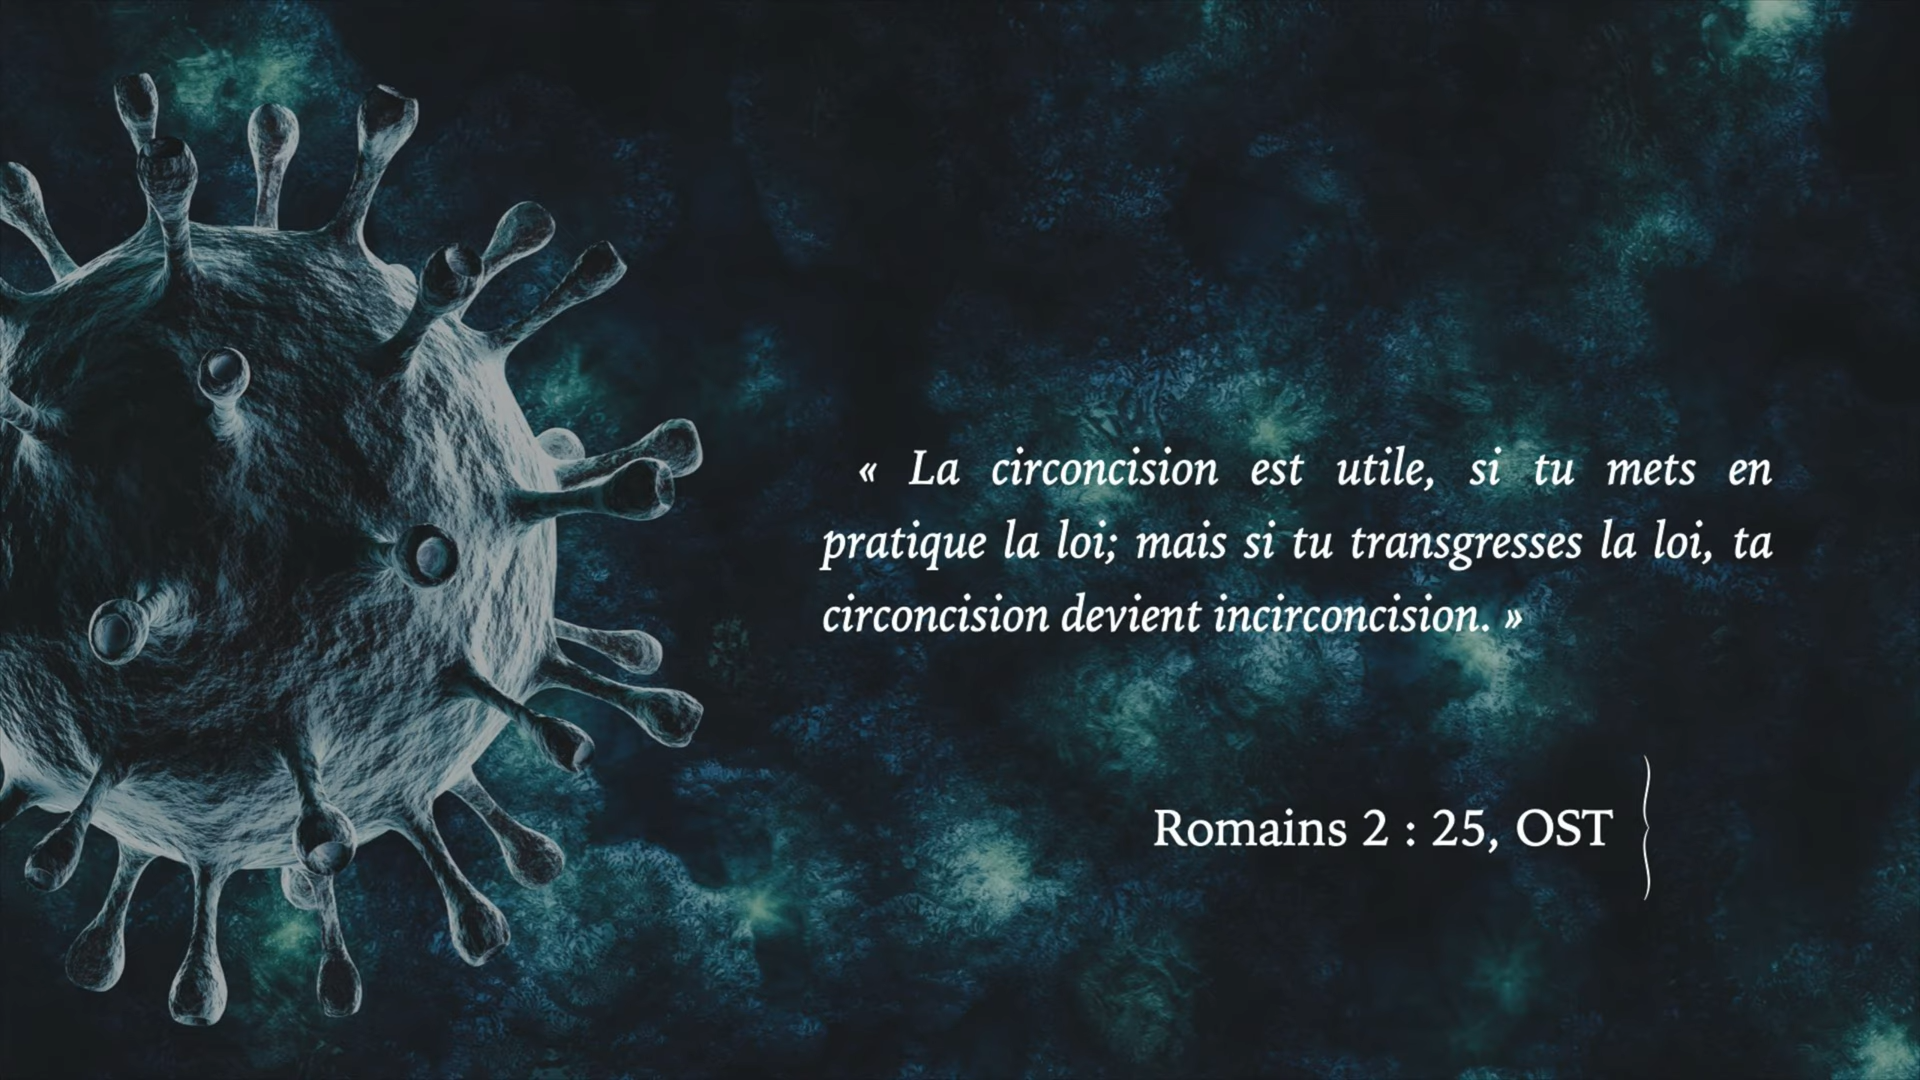 « La circoncision est utile, si tu mets en
pratique la loi; mais si tu transgresses la loi, ta
circoncision devient incirconcision. »
Romains 2 : 25, OST